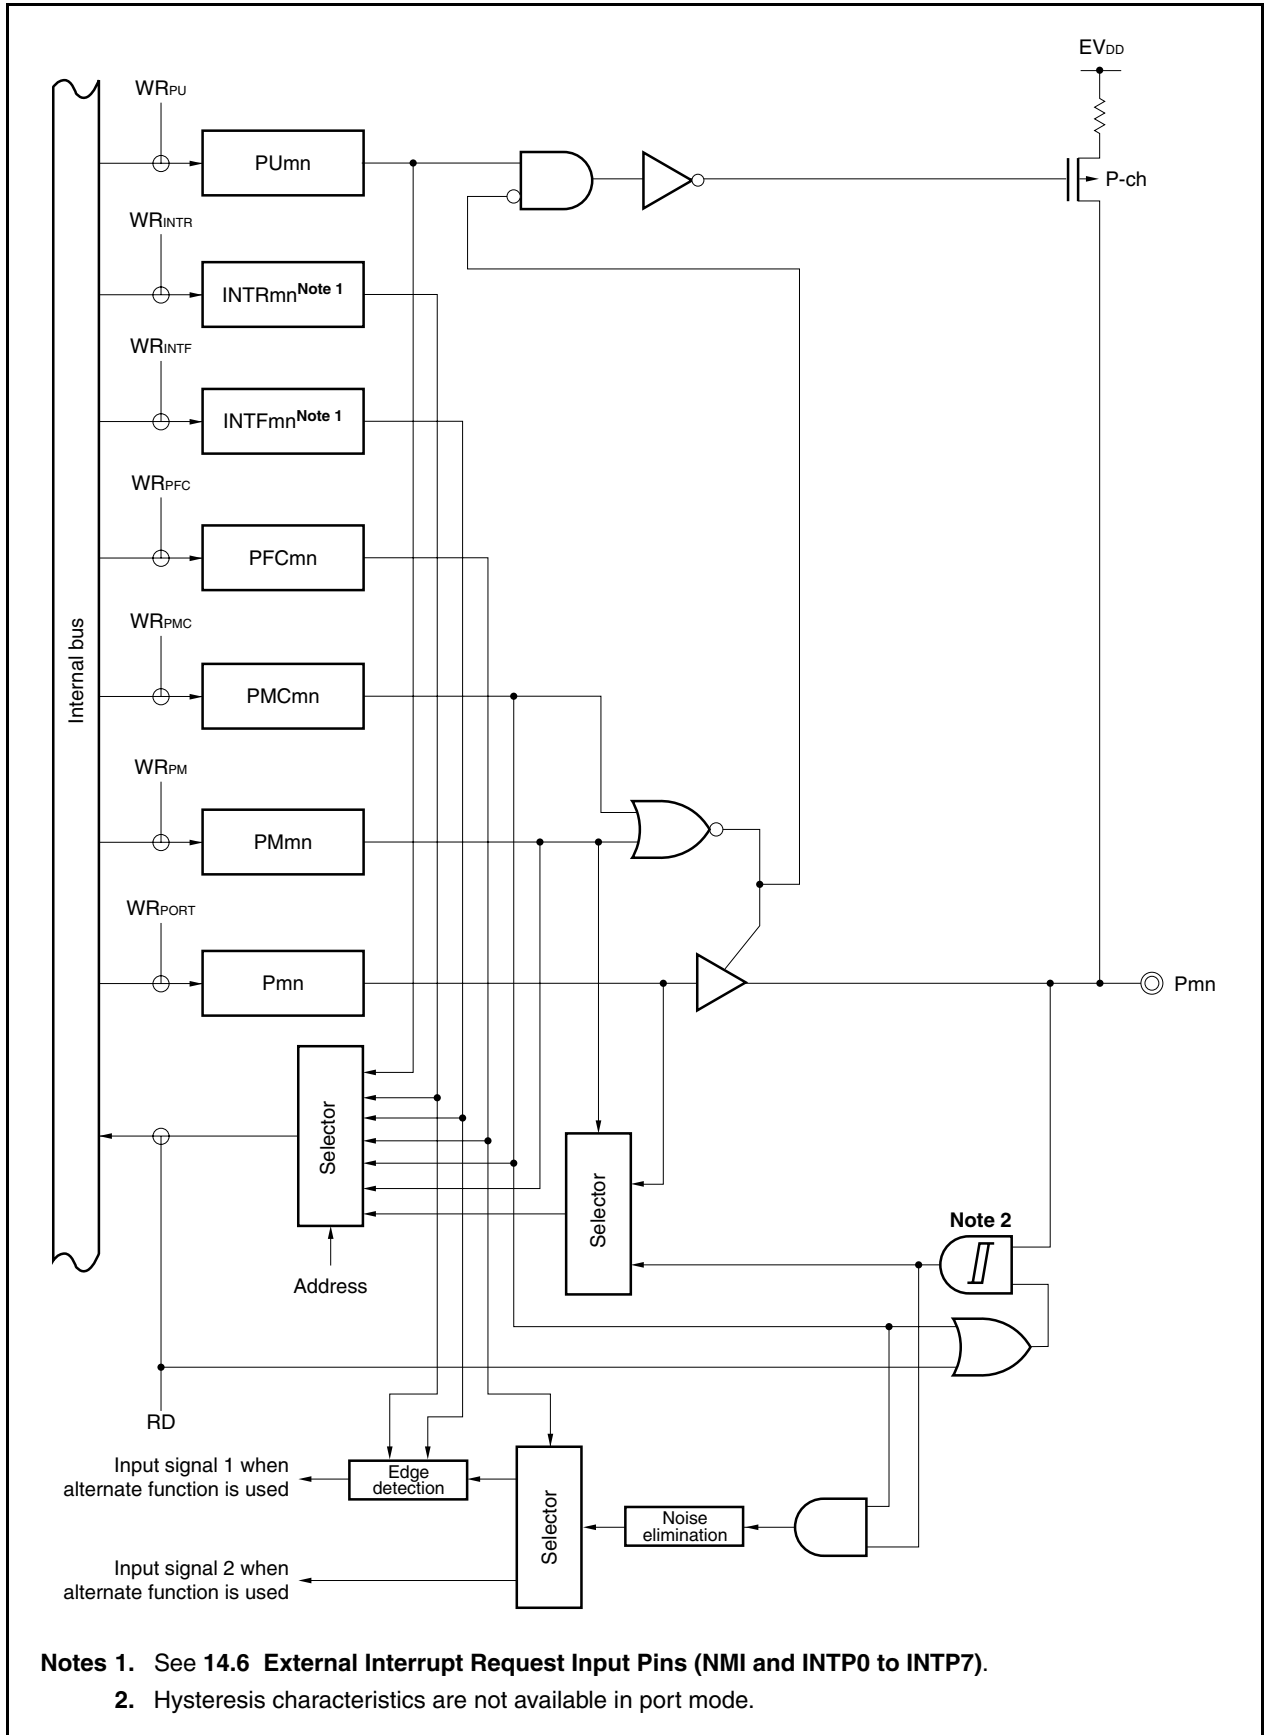 EVDD
WRPU
PUmn
P-ch
WRINTR
INTRmnNote 1
WRINTF
INTFmnNote 1
WRPFC
PFCmn
WRPMC
PMCmn
Internal bus
WRPM
PMmn
WRPORT
Pmn
Pmn
Selector
Selector
Note 2
Address
RD
Input signal 1 when
alternate function is used
Edge
detection
Selector
Noise
elimination
Input signal 2 when
alternate function is used
Notes 1. See 14.6 External Interrupt Request Input Pins (NMI and INTP0 to INTP7).
2. Hysteresis characteristics are not available in port mode.